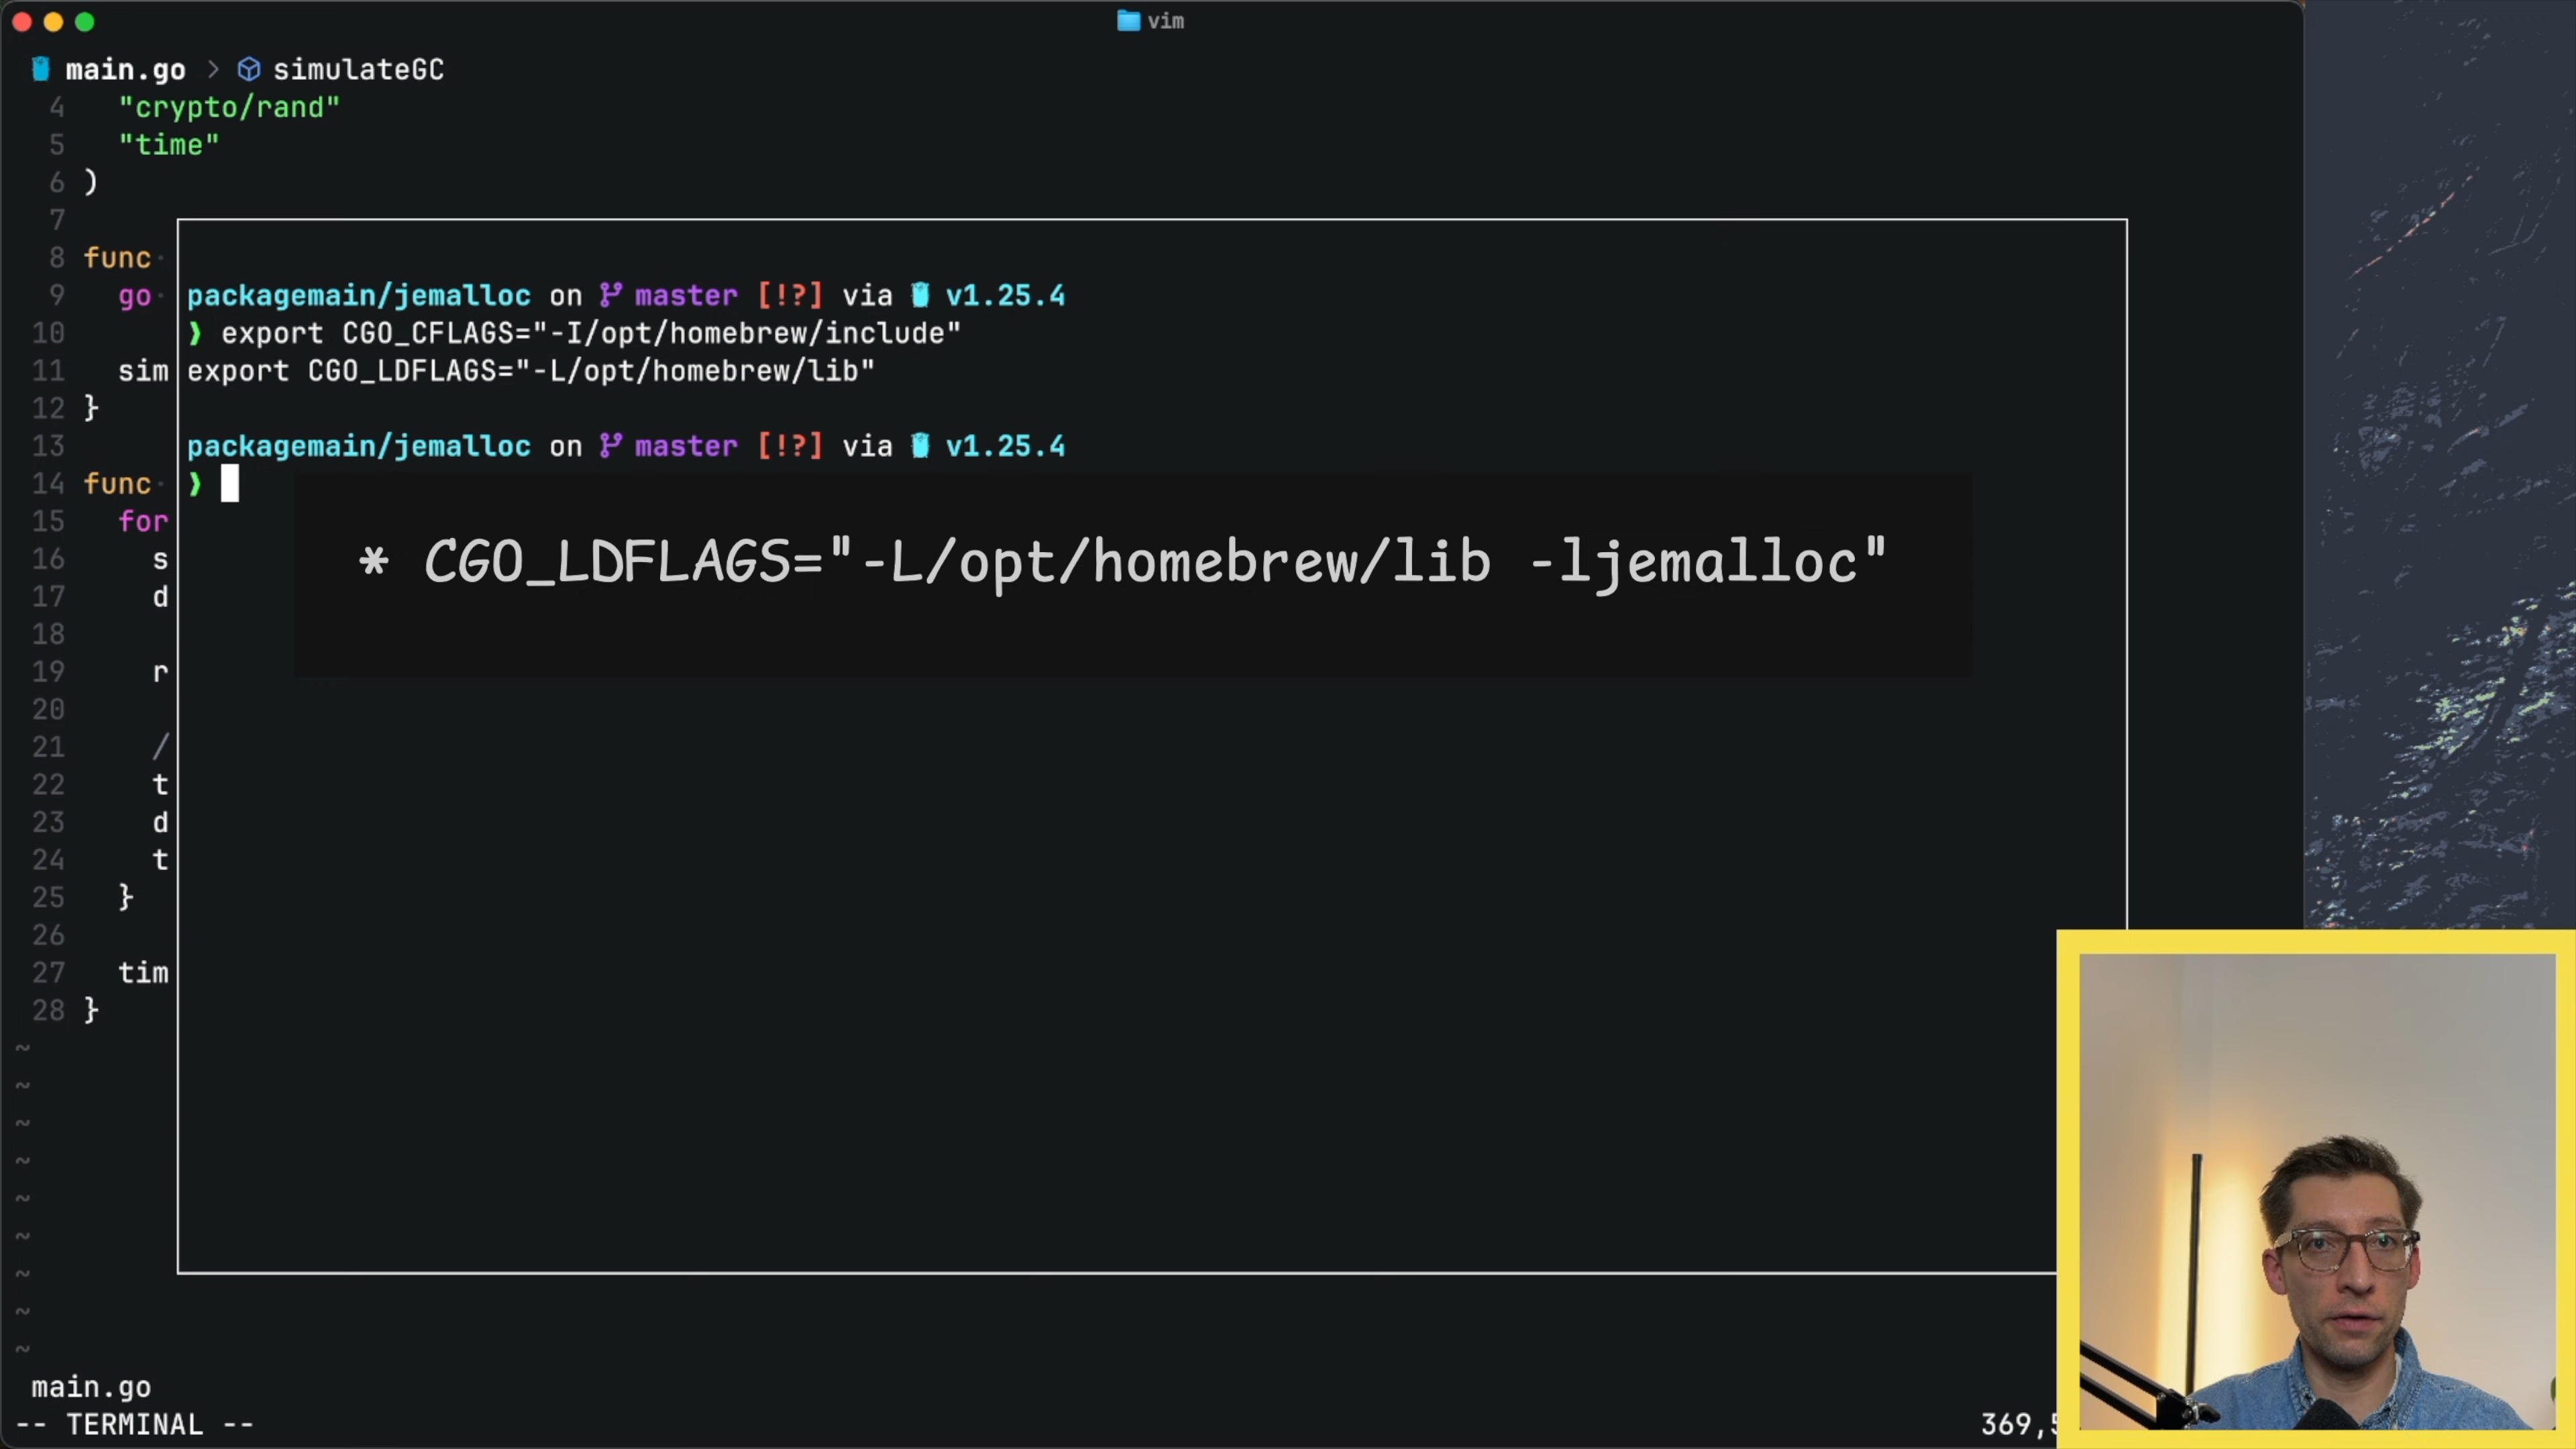 vim
main.go > simulateGC
4 "crypto/rand"
5 "time"
6 )
7
8 func
9 go packagemain/jemalloc on master [!?] via v1.25.4
10 ❯ export CGO_CFLAGS="-I/opt/homebrew/include"
11 sim export CGO_LDFLAGS="-L/opt/homebrew/lib"
12 }
13 packagemain/jemalloc on master [!?] via v1.25.4
14 func ❯
15 for
16 s
* CGO_LDFLAGS="-L/opt/homebrew/lib -ljemalloc"
17 d
18
19 r
20
21 /
22 t
23 d
24 t
25 }
26
27 tim
28 }
~
~
~
~
~
~
~
~
~
main.go
-- TERMINAL -- 369,